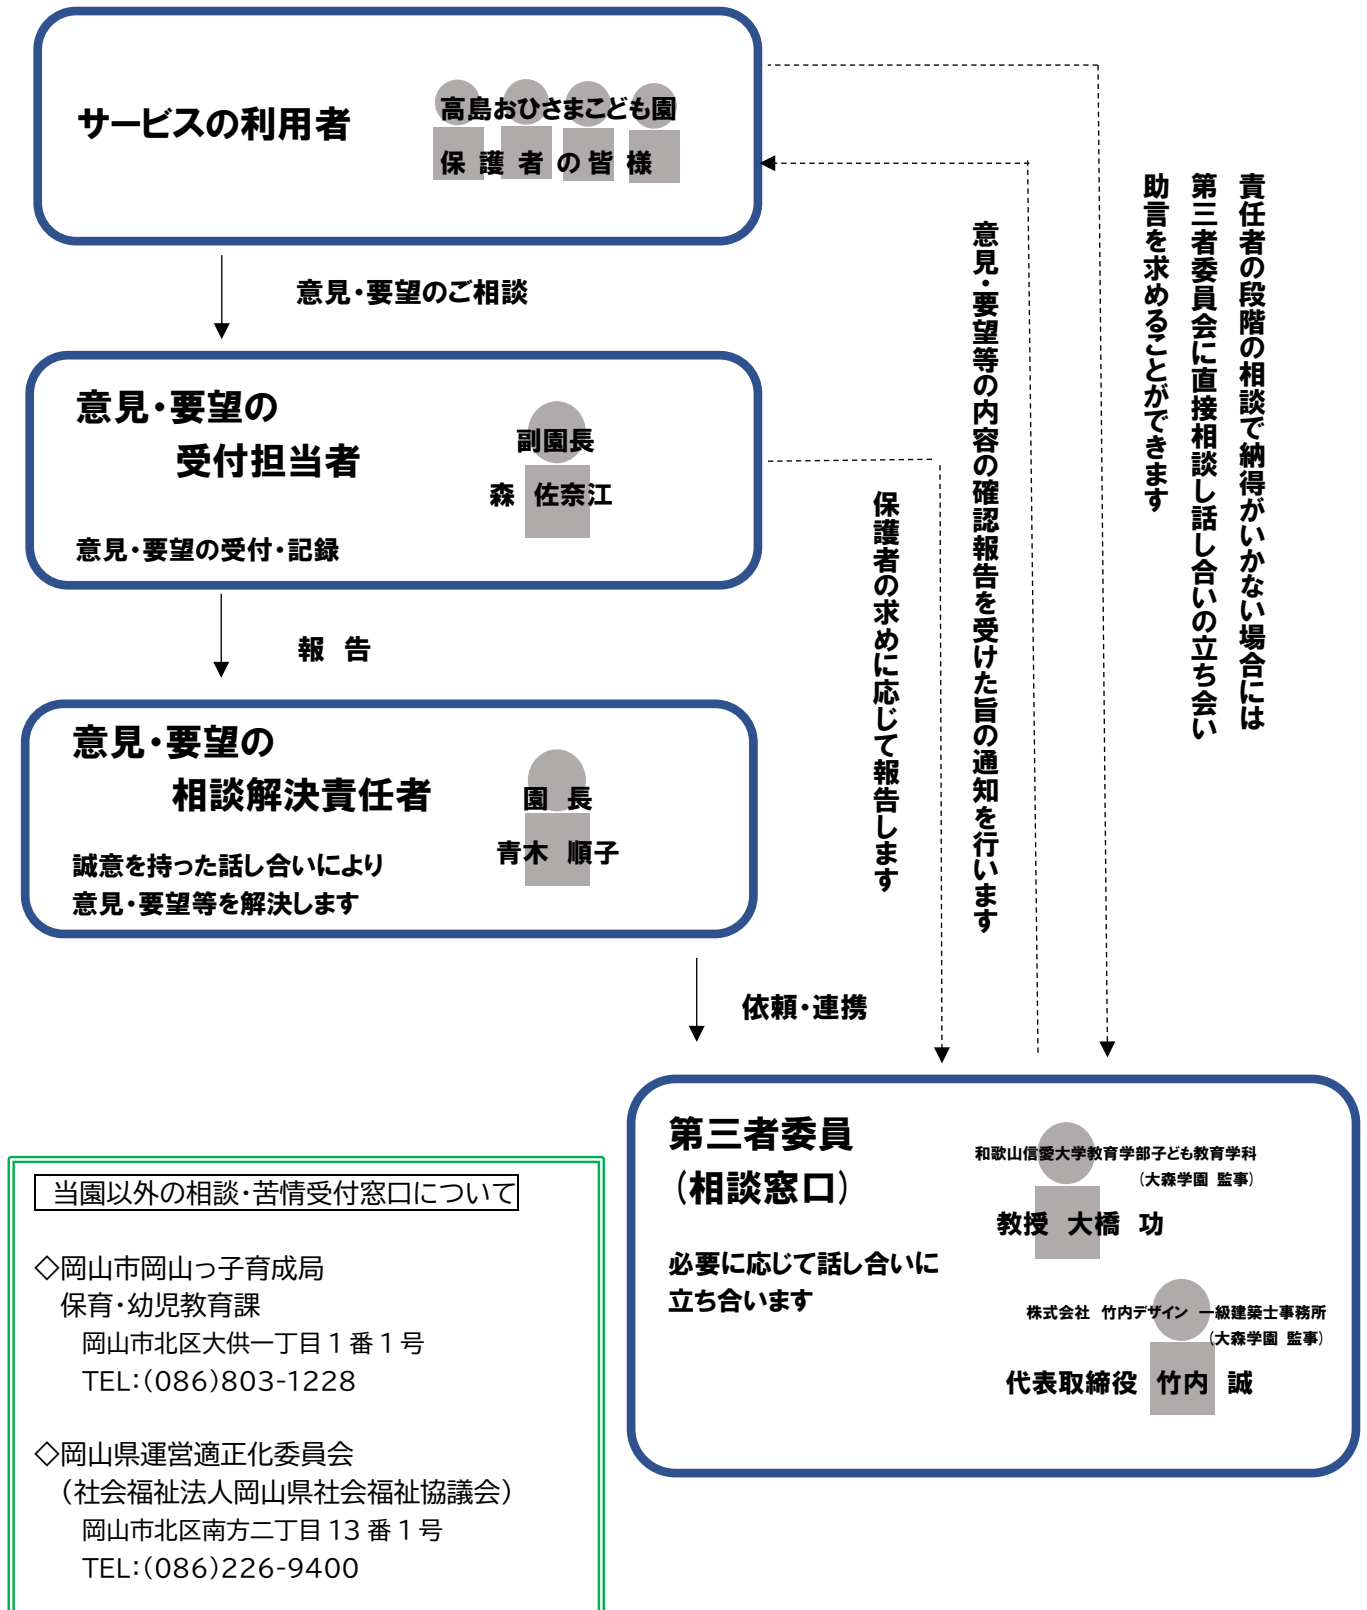 サービスの利用者
高島おひさまこども園
保護者の皆様
意見・要望のご相談
意見・要望の
受付担当者
副園長
森 佐奈江
意見・要望の受付・記録
報 告
意見・要望の
相談解決責任者
園 長
青木 順子
誠意を持った話し合いにより
意見・要望等を解決します
依頼・連携
責任者の段階の相談で納得がいかない場合には
第三者委員会に直接相談し話し合いの立ち会い
助言を求めることができます
意見・要望等の内容の確認報告を受けた旨の通知を行います
保護者の求めに応じて報告します
第三者委員
（相談窓口）
必要に応じて話し合いに
立ち合います
和歌山信愛大学教育学部子ども教育学科
（大森学園 監事）
教授 大橋 功
株式会社 竹内デザイン 一級建築士事務所
（大森学園 監事）
代表取締役 竹内 誠
当園以外の相談・苦情受付窓口について
◇岡山市岡山っ子育成局
保育・幼児教育課
岡山市北区大供一丁目１番１号
TEL：（086）803-1228
◇岡山県運営適正化委員会
（社会福祉法人岡山県社会福祉協議会）
岡山市北区南方二丁目13番１号
TEL：（086）226-9400